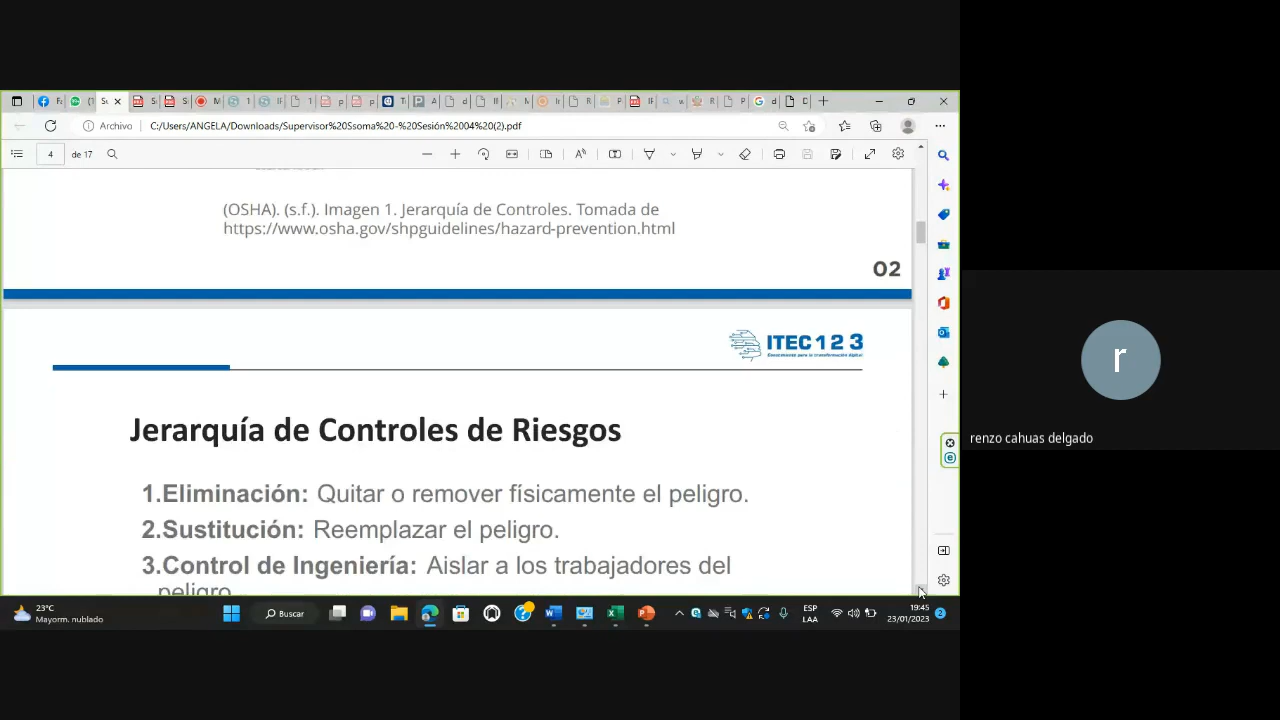 Archivo
C:/Users/ANGELA/Downloads/Supervisor%20Ssoma%20-%20Sesión%2004%20(2).pdf
4
de 17
(OSHA). (s.f.). Imagen 1. Jerarquía de Controles. Tomada de
https://www.osha.gov/shpguidelines/hazard-prevention.html
02
ITEC 1 2 3
Jerarquía de Controles de Riesgos
1.Eliminación: Quitar o remover físicamente el peligro.
2.Sustitución: Reemplazar el peligro.
3.Control de Ingeniería: Aislar a los trabajadores del
peligro
r
renzo cahuas delgado
23°C
Mayorm. nublado
Buscar
ESP
LAA
19:45
23/01/2023
2